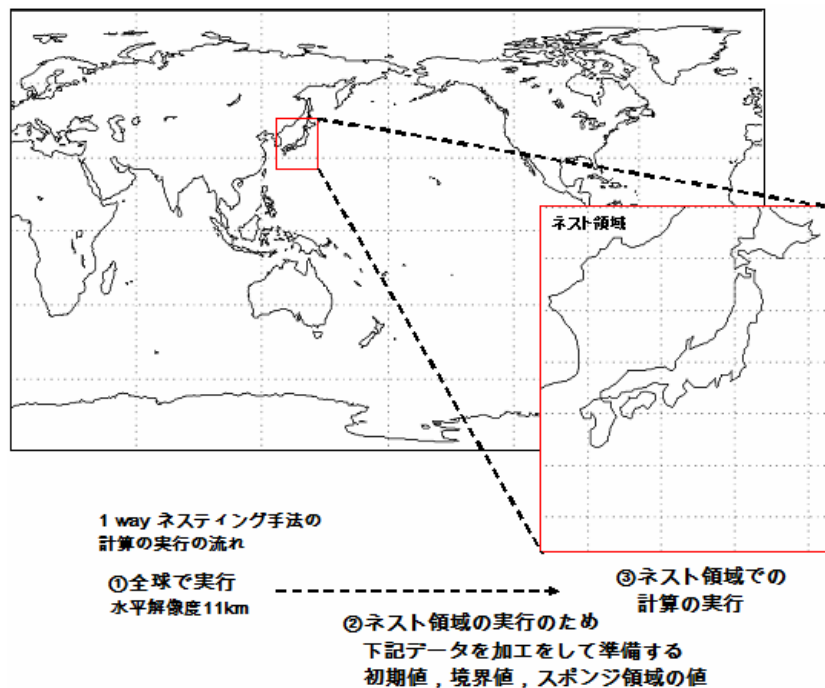 ネスト領域
1 way ネスティング手法の
計算の実行の流れ
①全球で実行
水平解像度11km
②ネスト領域の実行のため
下記データを加工をして準備する
初期値 , 境界値 , スポンジ領域の値
③ネスト領域での
計算の実行